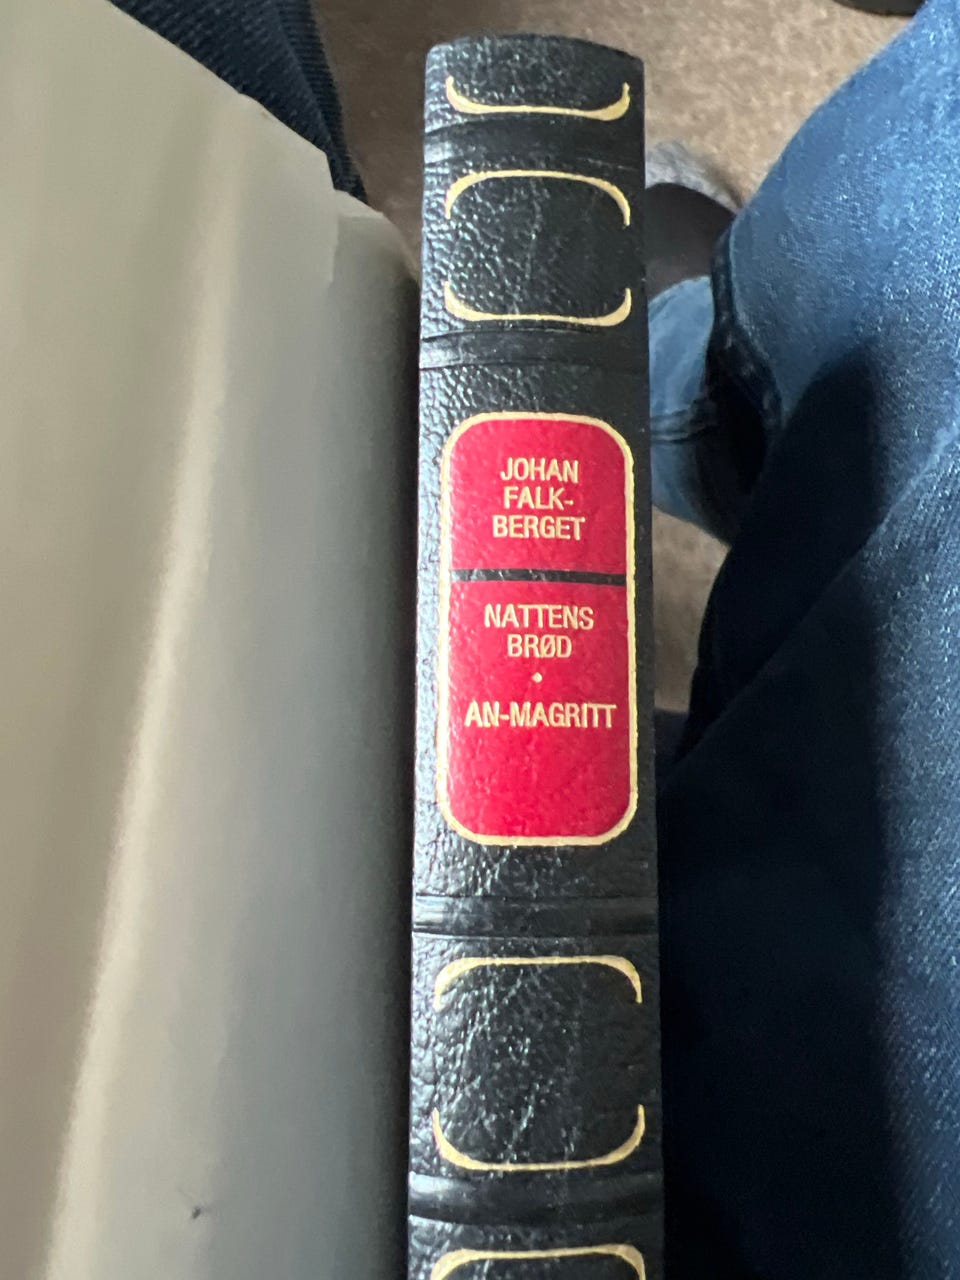 JOHAN
FALK-
BERGET
NATTENS
BRØD
•
AN-MAGRITT